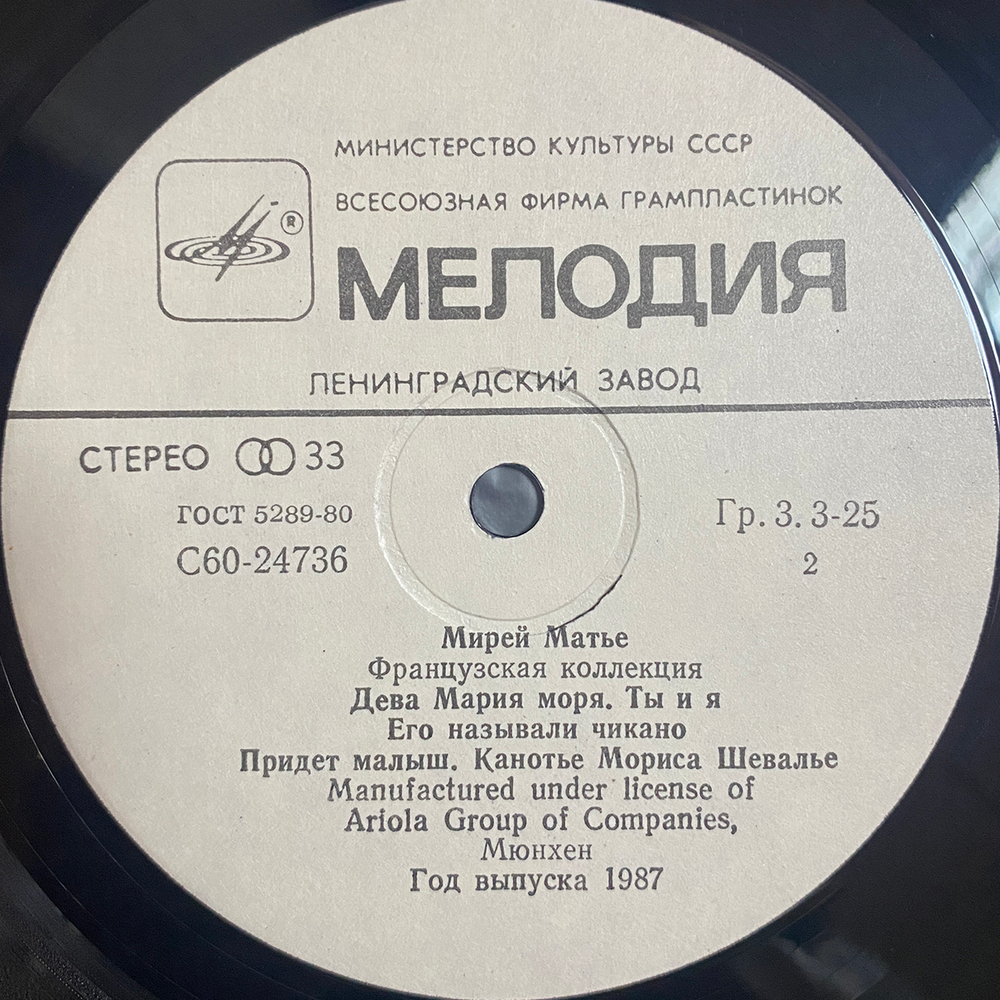 МИНИСТЕРСТВО КУЛЬТУРЫ СССР
ВСЕСОЮЗНАЯ ФИРМА ГРАМПЛАСТИНОК
®
МЕЛОДИЯ
ЛЕНИНГРАДСКИЙ ЗАВОД
СТЕРЕО 33
ГОСТ 5289-80
С60-24736
Гр. 3. 3-25
2
Мирей Матье
Французская коллекция
Дева Мария моря. Ты и я
Его называли чикано
Придет малыш. Канотье Мориса Шевалье
Manufactured under license of
Ariola Group of Companies,
Мюнхен
Год выпуска 1987